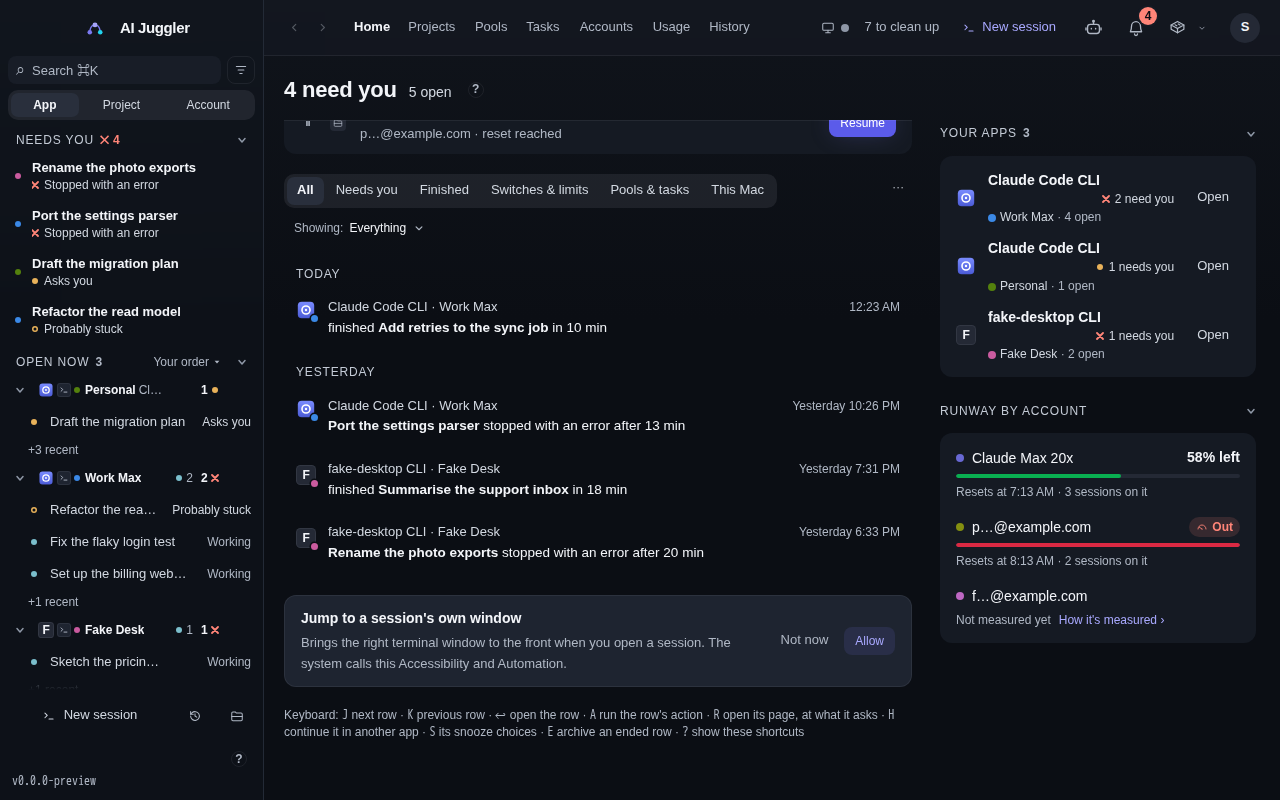 AI Juggler
Search ⌘K
App Project Account
NEEDS YOU 4
Rename the photo exports
Stopped with an error
Port the settings parser
Stopped with an error
Draft the migration plan
Asks you
Refactor the read model
Probably stuck
OPEN NOW 3 Your order
Personal Cl… 1
Draft the migration plan Asks you
+3 recent
Work Max 2 2
Refactor the rea… Probably stuck
Fix the flaky login test Working
Set up the billing web… Working
+1 recent
F Fake Desk 1 1
Sketch the pricin… Working
New session
?
v0.0.0-preview
Home Projects Pools Tasks Accounts Usage History
7 to clean up
New session
4
S
4 need you 5 open ?
p…@example.com · reset reached
Resume
All Needs you Finished Switches & limits Pools & tasks This Mac ···
Showing: Everything
TODAY
Claude Code CLI · Work Max 12:23 AM
finished Add retries to the sync job in 10 min
YESTERDAY
Claude Code CLI · Work Max Yesterday 10:26 PM
Port the settings parser stopped with an error after 13 min
F fake-desktop CLI · Fake Desk Yesterday 7:31 PM
finished Summarise the support inbox in 18 min
F fake-desktop CLI · Fake Desk Yesterday 6:33 PM
Rename the photo exports stopped with an error after 20 min
Jump to a session's own window
Brings the right terminal window to the front when you open a session. The
system calls this Accessibility and Automation.
Not now Allow
Keyboard: J next row · K previous row · ↩ open the row · A run the row's action · R open its page, at what it asks · H
continue it in another app · S its snooze choices · E archive an ended row · ? show these shortcuts
YOUR APPS 3
Claude Code CLI
2 need you Open
Work Max · 4 open
Claude Code CLI
1 needs you Open
Personal · 1 open
fake-desktop CLI
F 1 needs you Open
Fake Desk · 2 open
RUNWAY BY ACCOUNT
Claude Max 20x 58% left
Resets at 7:13 AM · 3 sessions on it
p…@example.com Out
Resets at 8:13 AM · 2 sessions on it
f…@example.com
Not measured yet How it's measured ›